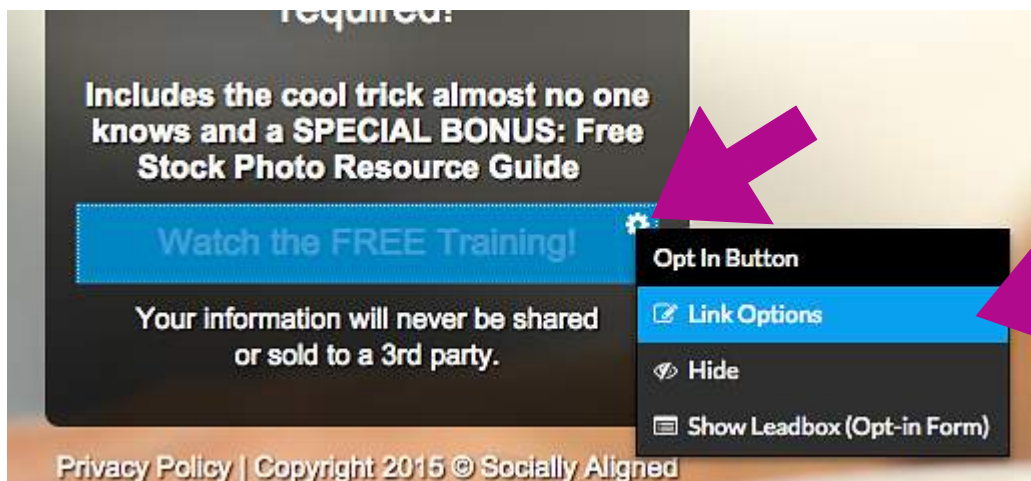 required!
Includes the cool trick almost no one
knows and a SPECIAL BONUS: Free
Stock Photo Resource Guide
Watch the FREE Training!
Opt In Button
Link Options
Hide
Show Leadbox (Opt-in Form)
Your information will never be shared
or sold to a 3rd party.
Privacy Policy | Copyright 2015 © Socially Aligned